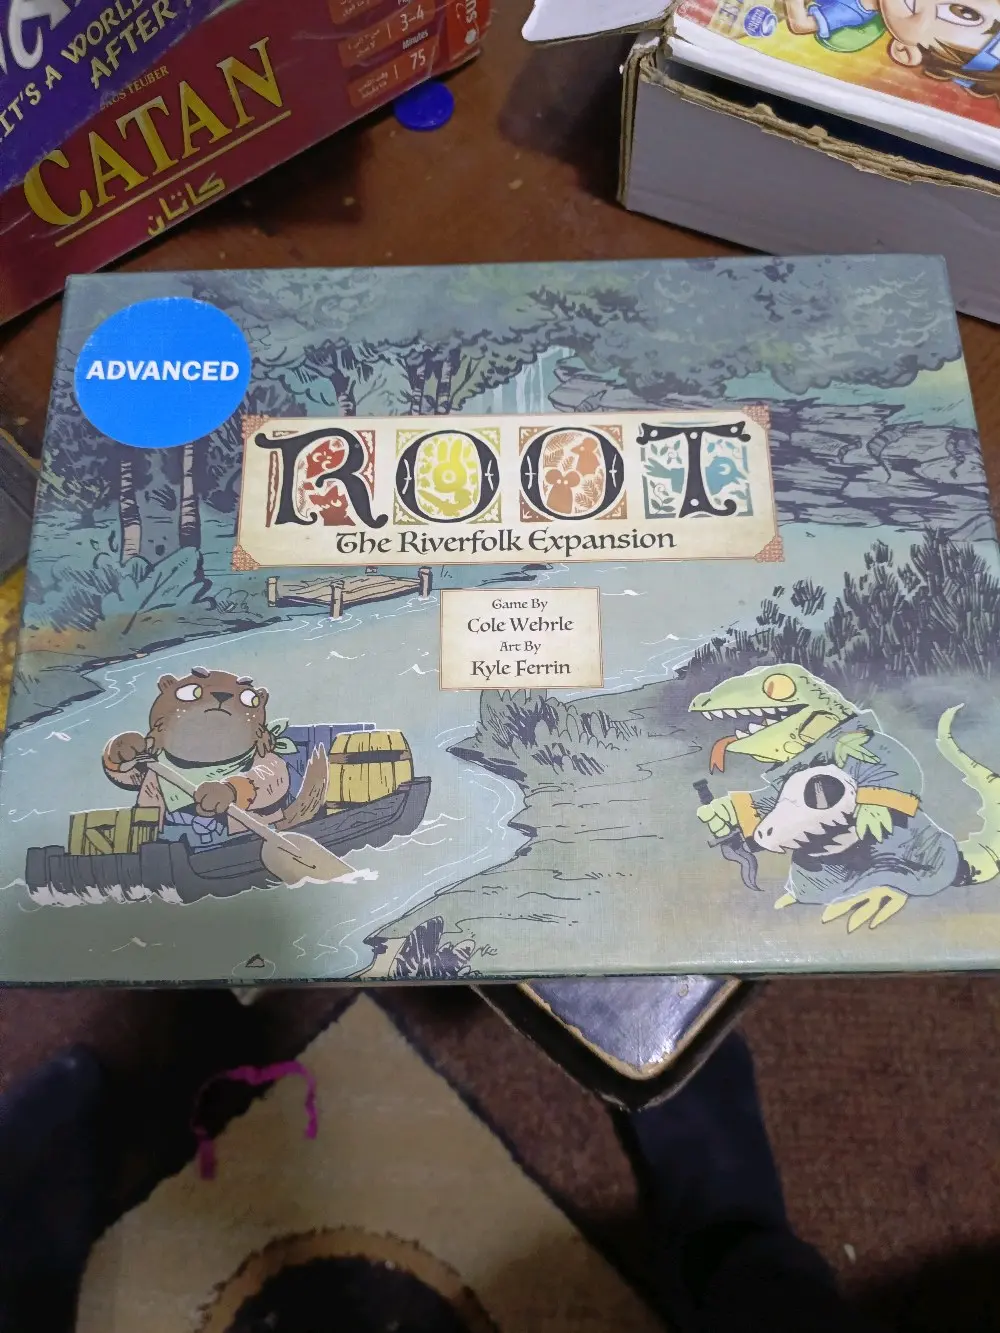 IT'S A WORLD
AFTER
TEUBER
CATAN
كاتان
3-4
Minutes
75
ADVANCED
ROOT
The Riverfolk Expansion
Game By
Cole Wehrle
Art By
Kyle Ferrin